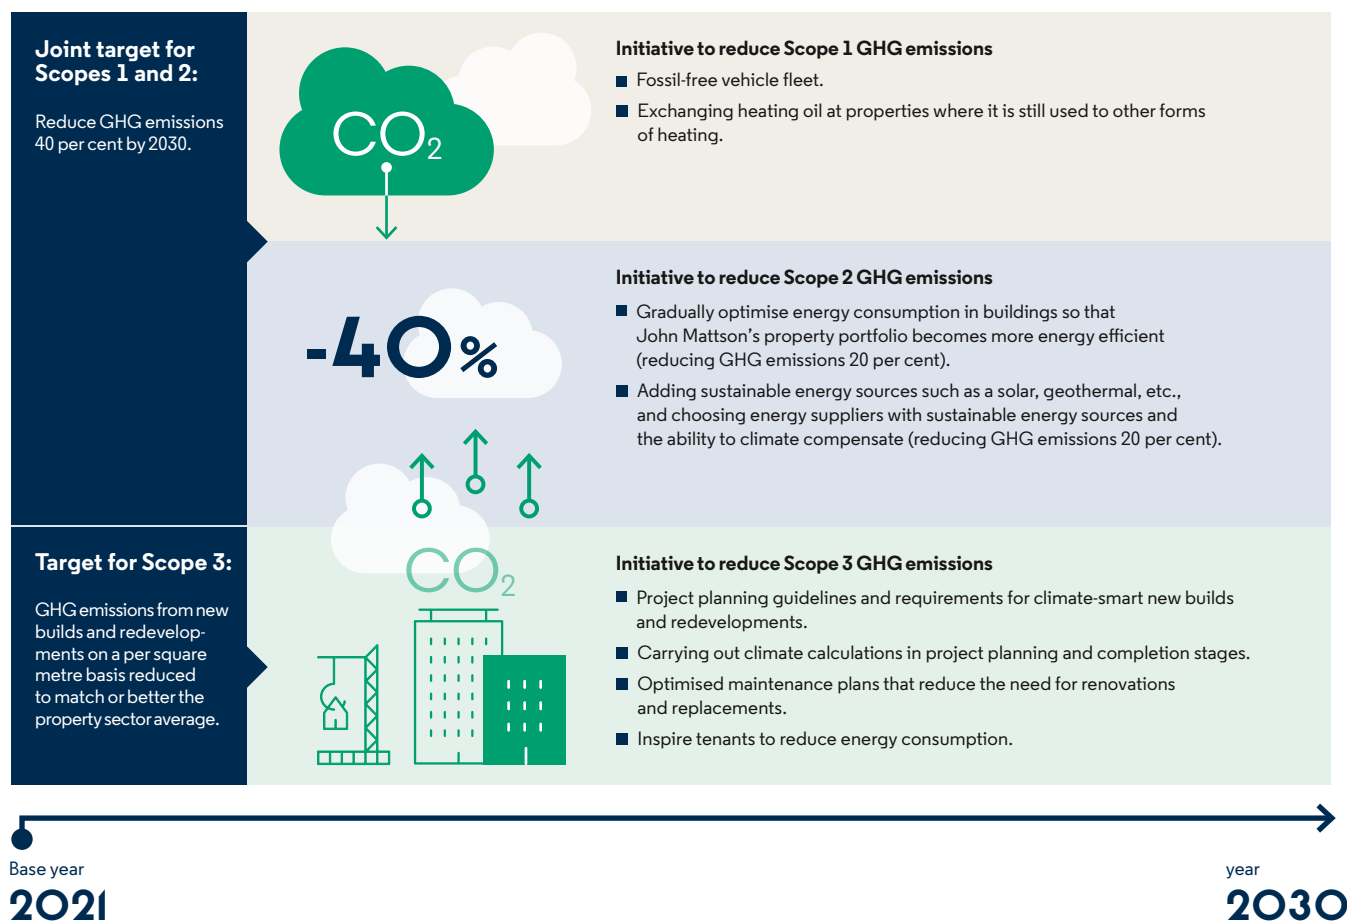 Joint target for
Scopes 1 and 2:
Reduce GHG emissions
40 per cent by 2030.
CO2
Initiative to reduce Scope 1 GHG emissions
Fossil-free vehicle fleet.
Exchanging heating oil at properties where it is still used to other forms
of heating.
-40%
Initiative to reduce Scope 2 GHG emissions
Gradually optimise energy consumption in buildings so that
John Mattson's property portfolio becomes more energy efficient
(reducing GHG emissions 20 per cent).
Adding sustainable energy sources such as a solar, geothermal, etc.,
and choosing energy suppliers with sustainable energy sources and
the ability to climate compensate (reducing GHG emissions 20 per cent).
Target for Scope 3:
GHG emissions from new
builds and redevelop-
ments on a per square
metre basis reduced
to match or better the
property sector average.
CO2
Initiative to reduce Scope 3 GHG emissions
Project planning guidelines and requirements for climate-smart new builds
and redevelopments.
Carrying out climate calculations in project planning and completion stages.
Optimised maintenance plans that reduce the need for renovations
and replacements.
Inspire tenants to reduce energy consumption.
Base year
2021
year
2030